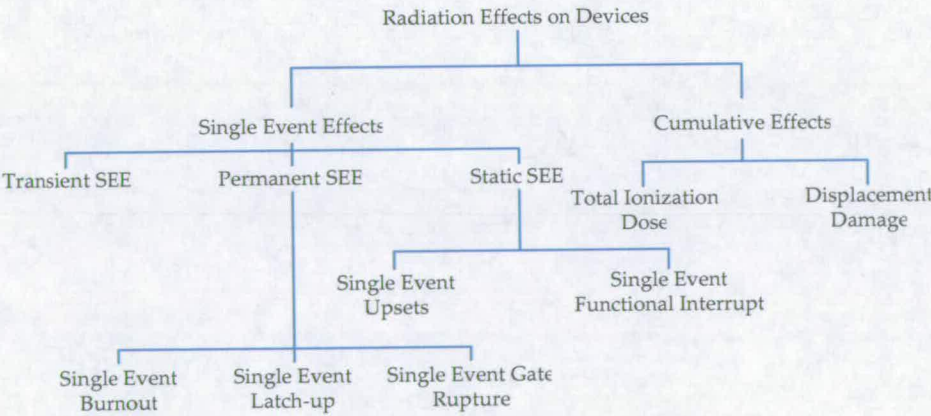 Radiation Effects on Devices
Single Event Effects
Cumulative Effects
Transient SEE
Permanent SEE
Static SEE
Total Ionization
Dose
Displacement
Damage
Single Event
Upsets
Single Event
Functional Interrupt
Single Event
Burnout
Single Event
Latch-up
Single Event Gate
Rupture